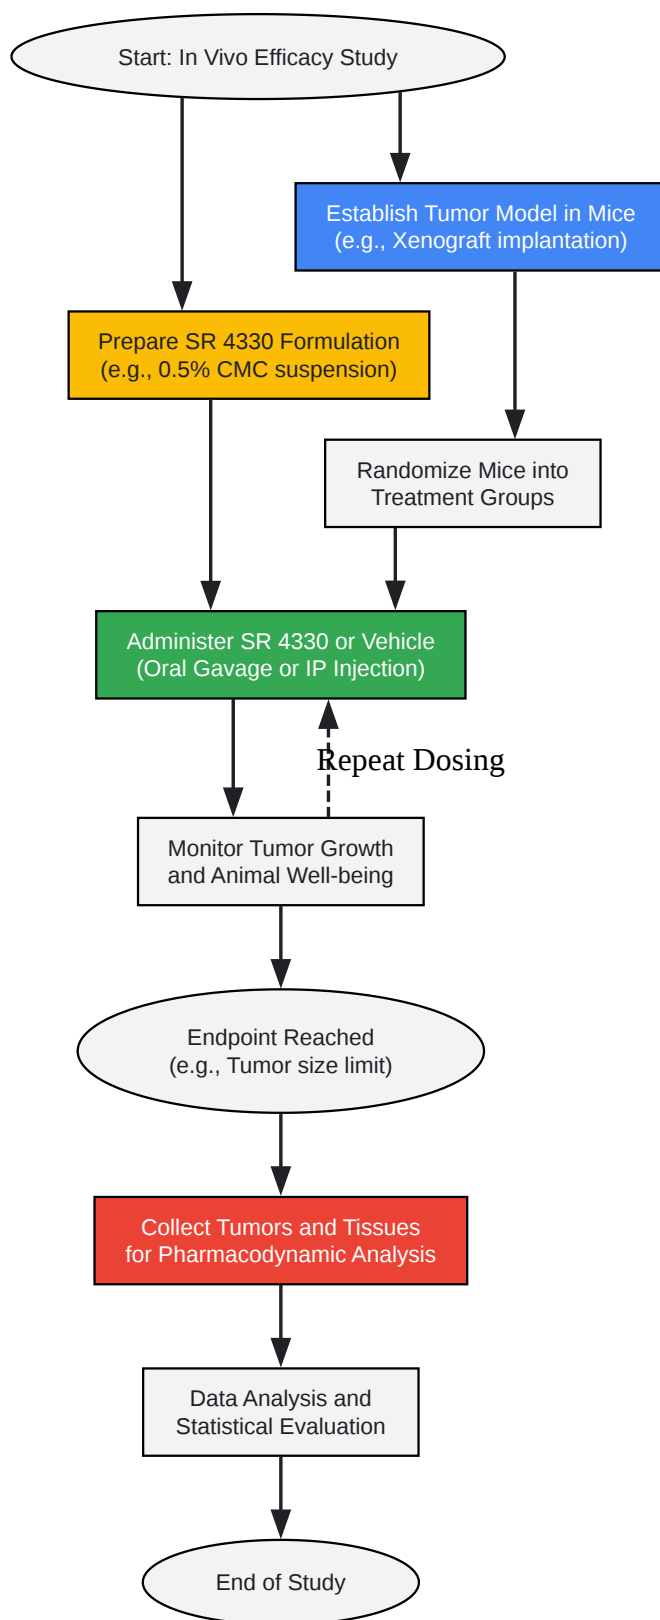 Start: In Vivo Efficacy Study
Establish Tumor Model in Mice
(e.g., Xenograft implantation)
Prepare SR 4330 Formulation
(e.g., 0.5% CMC suspension)
Randomize Mice into
Treatment Groups
Administer SR 4330 or Vehicle
(Oral Gavage or IP Injection)
Repeat Dosing
Monitor Tumor Growth
and Animal Well-being
Endpoint Reached
(e.g., Tumor size limit)
Collect Tumors and Tissues
for Pharmacodynamic Analysis
Data Analysis and
Statistical Evaluation
End of Study